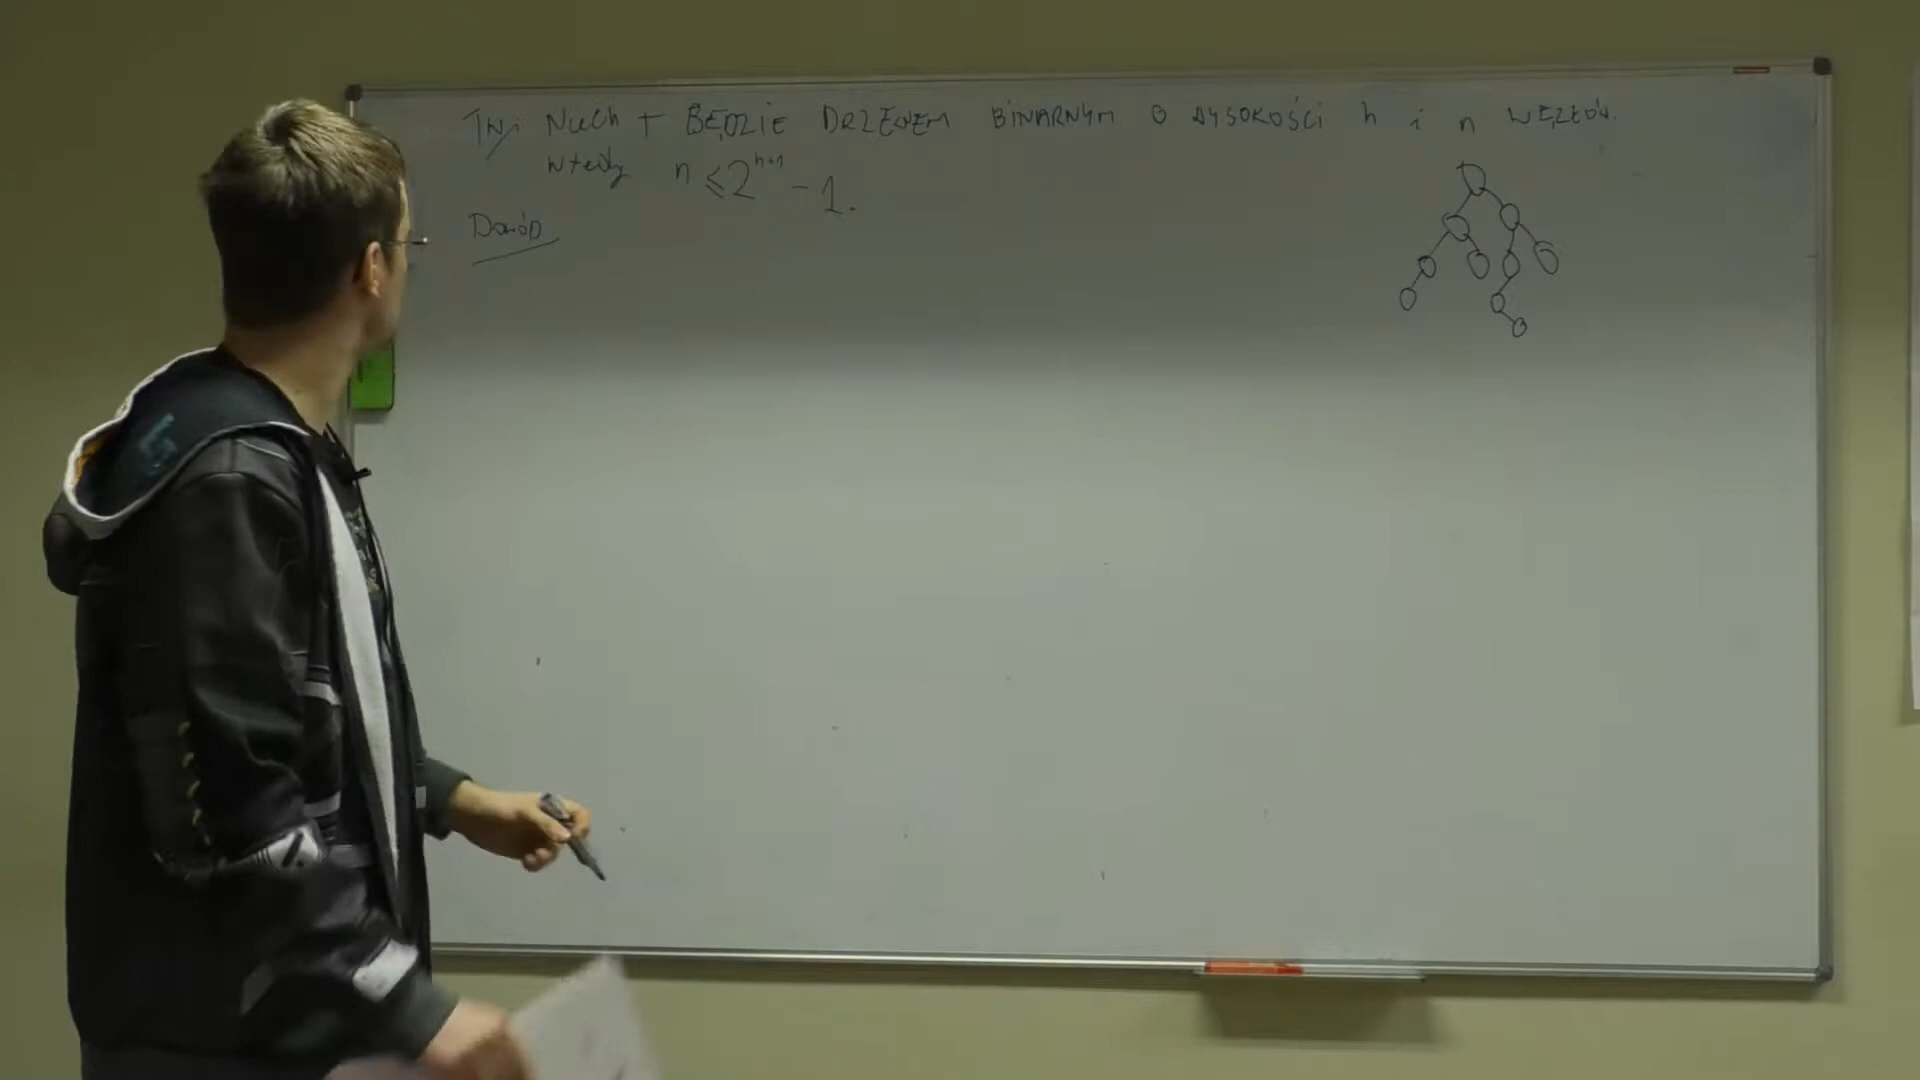 Tw. Niech T BĘDZIE DRZEWEM BINARNYM O WYSOKOŚCI h i n WĘZŁÓW.
Wtedy n ≤ 2^{h+1} - 1.
Dowód